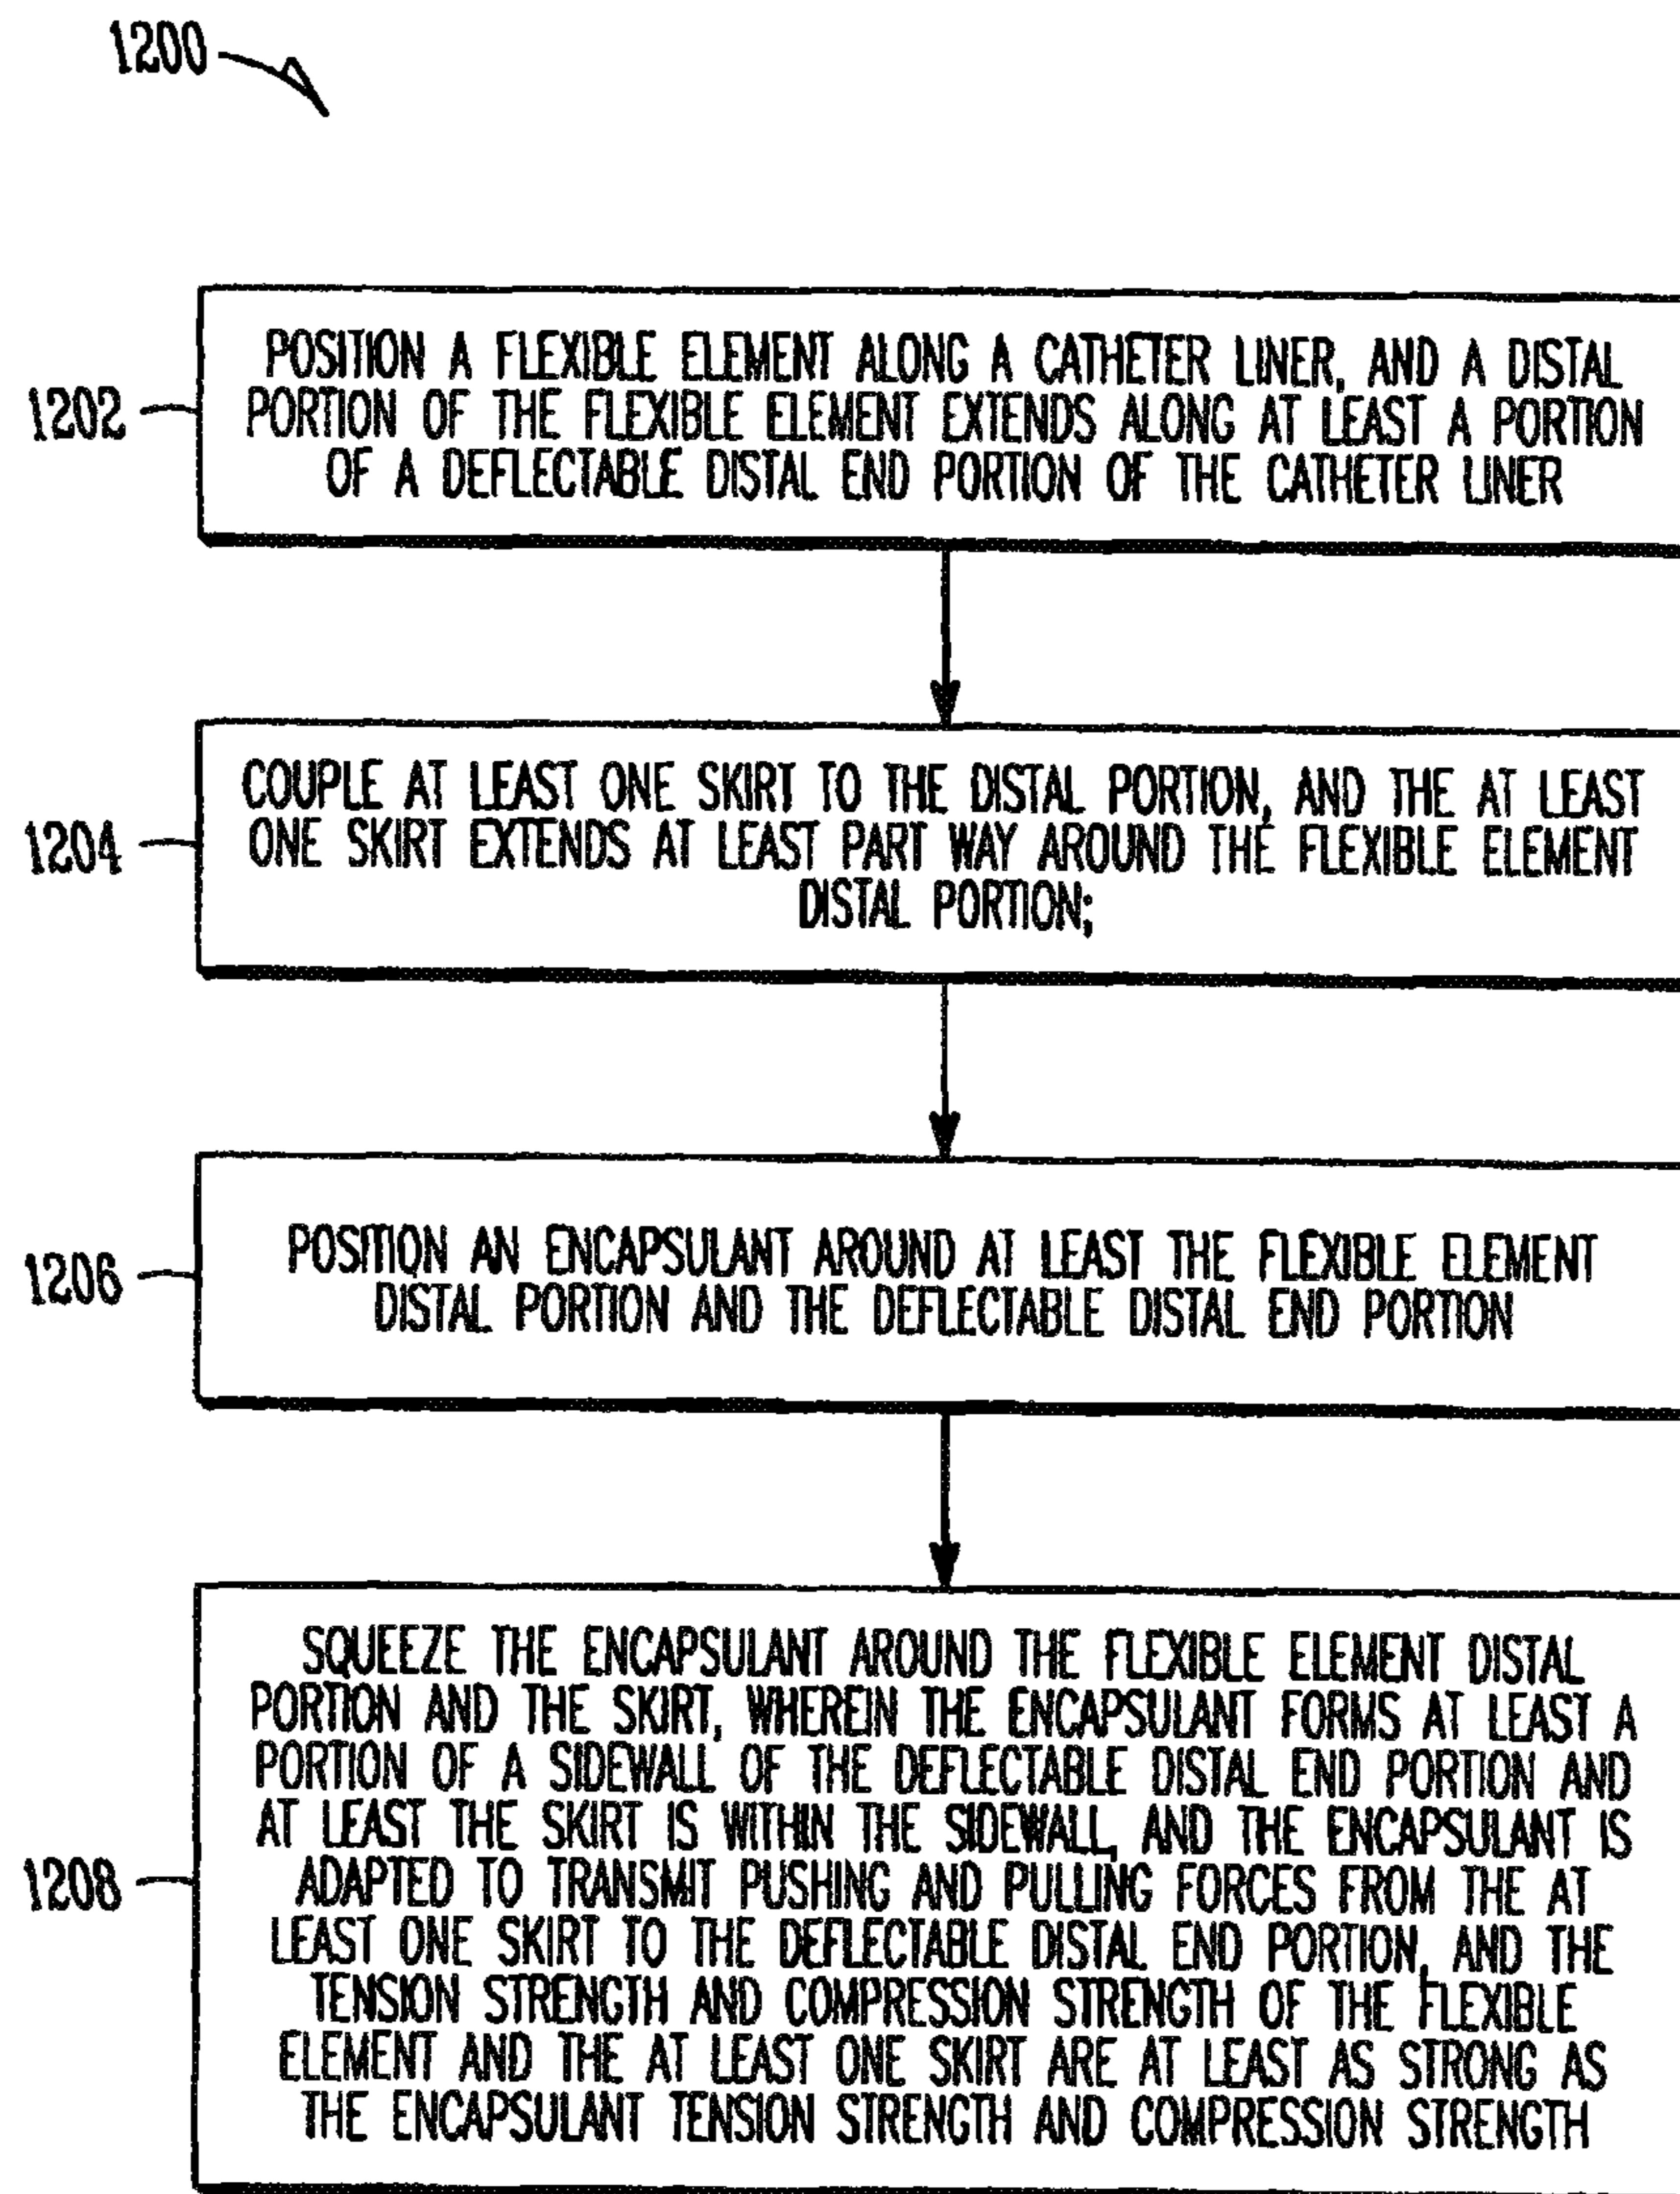 1200
1202
POSITION A FLEXIBLE ELEMENT ALONG A CATHETER LINER, AND A DISTAL
PORTION OF THE FLEXIBLE ELEMENT EXTENDS ALONG AT LEAST A PORTION
OF A DEFLECTABLE DISTAL END PORTION OF THE CATHETER LINER
1204
COUPLE AT LEAST ONE SKIRT TO THE DISTAL PORTION, AND THE AT LEAST
ONE SKIRT EXTENDS AT LEAST PART WAY AROUND THE FLEXIBLE ELEMENT
DISTAL PORTION;
1206
POSITION AN ENCAPSULANT AROUND AT LEAST THE FLEXIBLE ELEMENT
DISTAL PORTION AND THE DEFLECTABLE DISTAL END PORTION
1208
SQUEEZE THE ENCAPSULANT AROUND THE FLEXIBLE ELEMENT DISTAL
PORTION AND THE SKIRT, WHEREIN THE ENCAPSULANT FORMS AT LEAST A
PORTION OF A SIDEWALL OF THE DEFLECTABLE DISTAL END PORTION AND
AT LEAST THE SKIRT IS WITHIN THE SIDEWALL, AND THE ENCAPSULANT IS
ADAPTED TO TRANSMIT PUSHING AND PULLING FORCES FROM THE AT
LEAST ONE SKIRT TO THE DEFLECTABLE DISTAL END PORTION, AND THE
TENSION STRENGTH AND COMPRESSION STRENGTH OF THE FLEXIBLE
ELEMENT AND THE AT LEAST ONE SKIRT ARE AT LEAST AS STRONG AS
THE ENCAPSULANT TENSION STRENGTH AND COMPRESSION STRENGTH